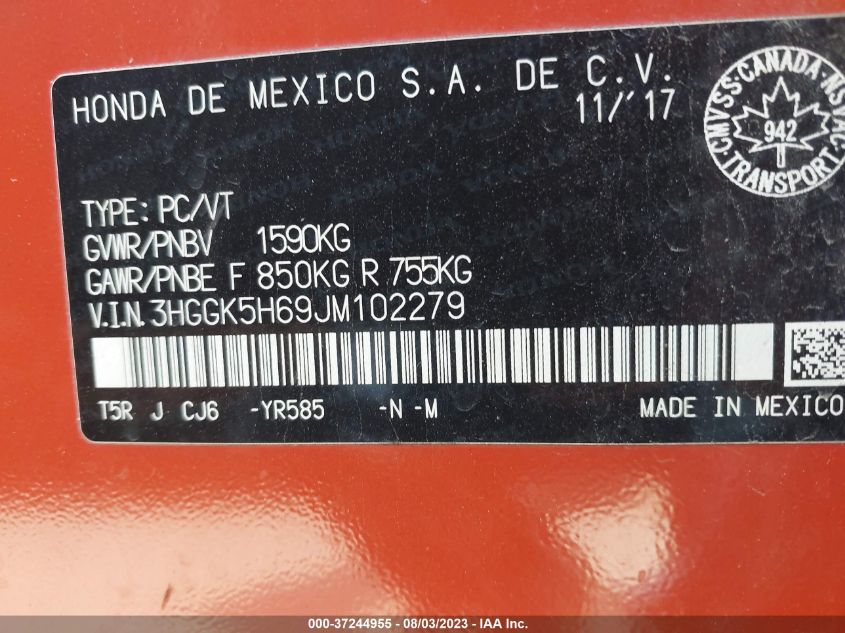 HONDA DE MEXICO S.A. DE C.V.
11/'17
CMVSS-CANADA-NSVAC
942
TRANSPORT
TYPE: PC/VT
GVWR/PNBV 1590KG
GAWR/PNBE F 850KG R 755KG
V.I.N. 3HGGK5H69JM102279
T5R J CJ6 -YR585 -N -M
MADE IN MEXICO
000-37244955 - 08/03/2023 - IAA Inc.